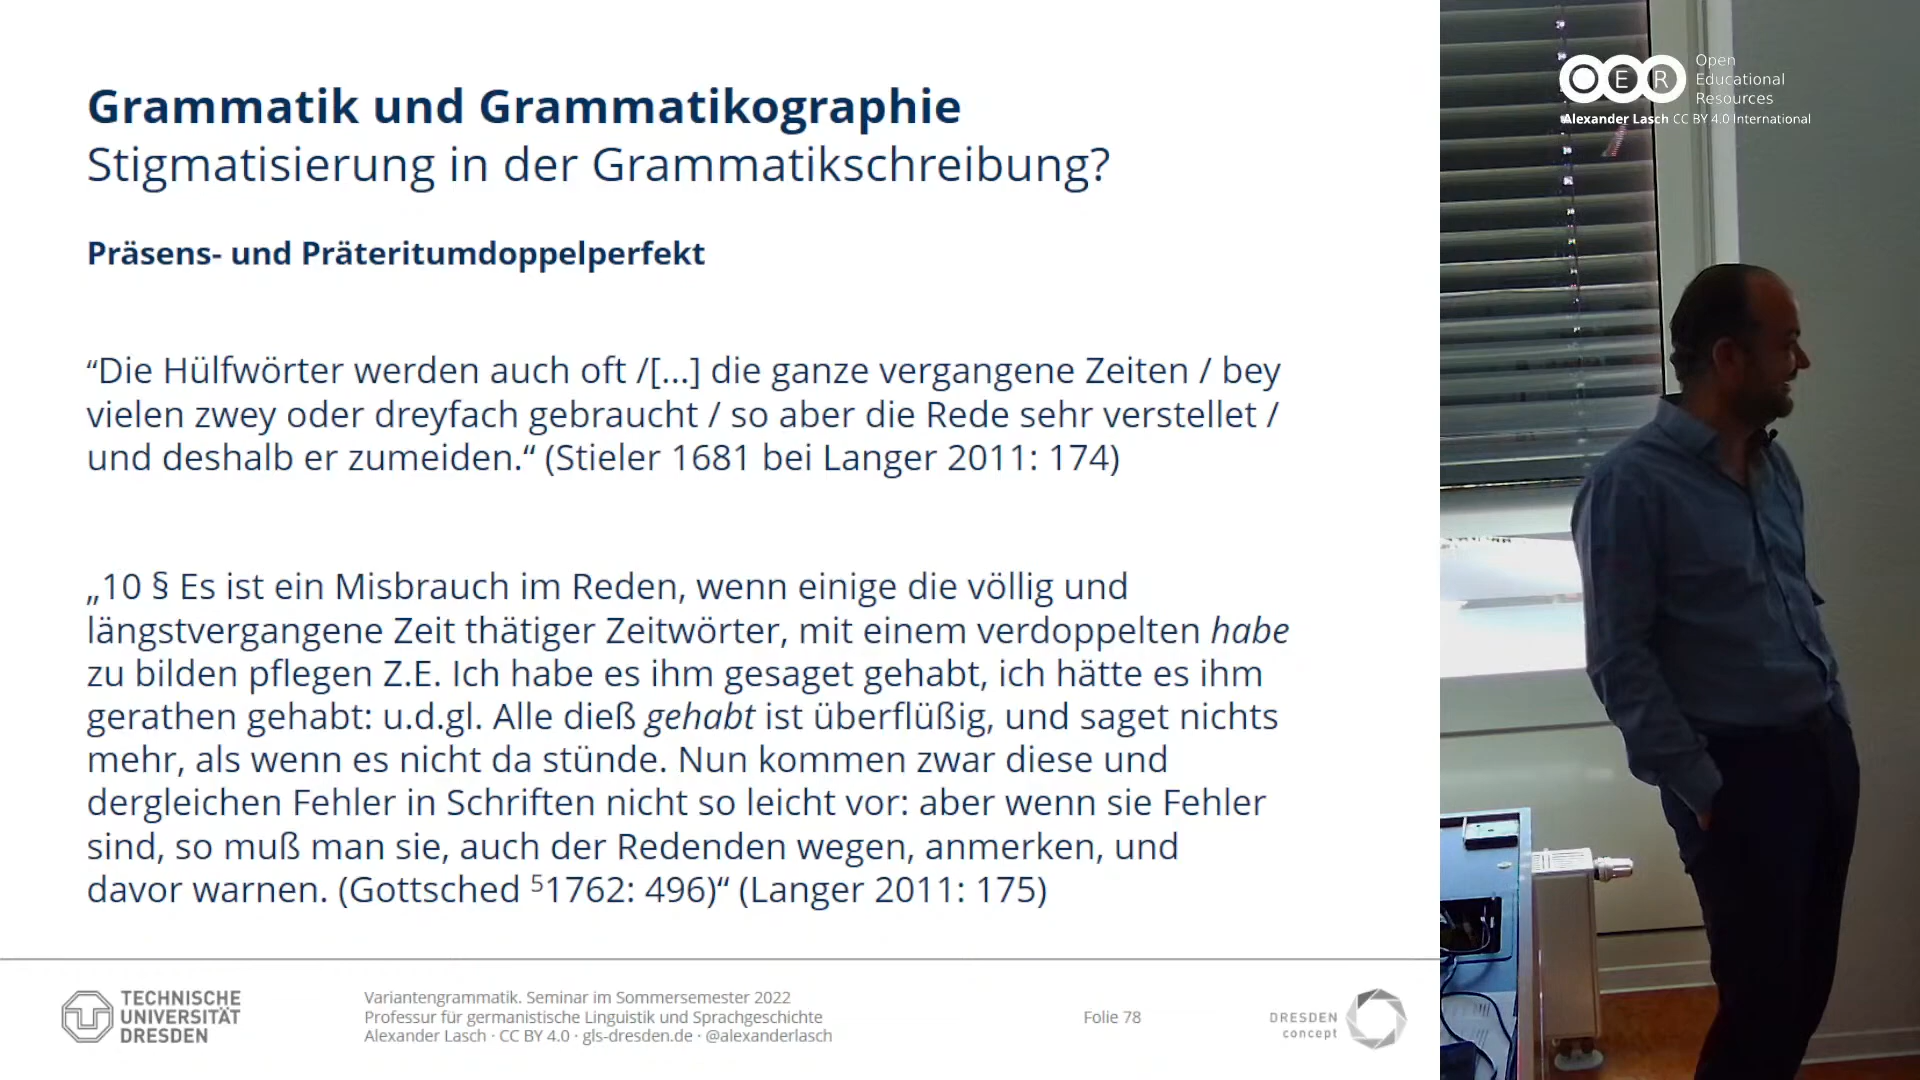 Grammatik und Grammatikographie
Stigmatisierung in der Grammatikschreibung?
Präsens- und Präteritumdoppelperfekt
“Die Hülfwörter werden auch oft /[...] die ganze vergangene Zeiten / bey
vielen zwey oder dreyfach gebraucht / so aber die Rede sehr verstellet /
und deshalb er zumeiden.“ (Stieler 1681 bei Langer 2011: 174)
„10 § Es ist ein Misbrauch im Reden, wenn einige die völlig und
längstvergangene Zeit thätiger Zeitwörter, mit einem verdoppelten habe
zu bilden pflegen Z.E. Ich habe es ihm gesaget gehabt, ich hätte es ihm
gerathen gehabt: u.d.gl. Alle dieß gehabt ist überflüßig, und saget nichts
mehr, als wenn es nicht da stünde. Nun kommen zwar diese und
dergleichen Fehler in Schriften nicht so leicht vor: aber wenn sie Fehler
sind, so muß man sie, auch der Redenden wegen, anmerken, und
davor warnen. (Gottsched ⁵1762: 496)“ (Langer 2011: 175)
TECHNISCHE
UNIVERSITÄT
DRESDEN
Variantengrammatik. Seminar im Sommersemester 2022
Professur für germanistische Linguistik und Sprachgeschichte
Alexander Lasch · CC BY 4.0 · gls-dresden.de · @alexanderlasch
Folie 78
DRESDEN
concept
OER
Open
Educational
Resources
Alexander Lasch CC BY 4.0 International